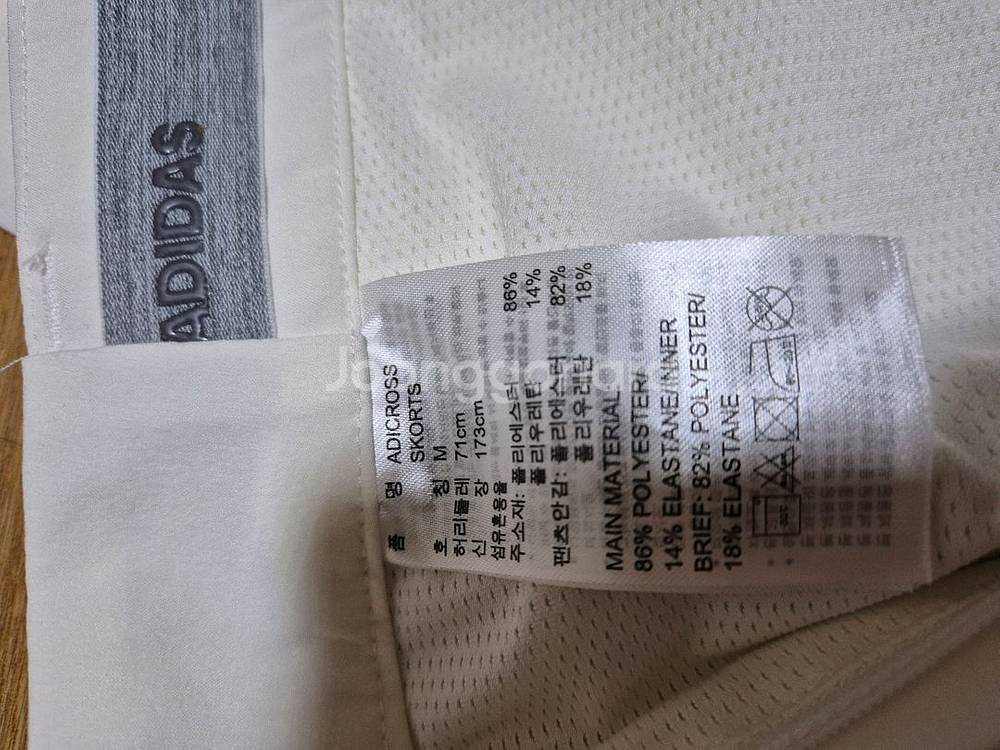 ADIDAS
품 명 ADICROSS
SKORTS
호 칭 M
허리둘레 71cm
신 장 173cm
섬유혼용율
주소재: 폴리에스터 86%
폴리우레탄 14%
팬츠안감: 폴리에스터 82%
폴리우레탄 18%
MAIN MATERIAL:
86% POLYESTER/
14% ELASTANE/INNER
BRIEF: 82% POLYESTER/
18% ELASTANE